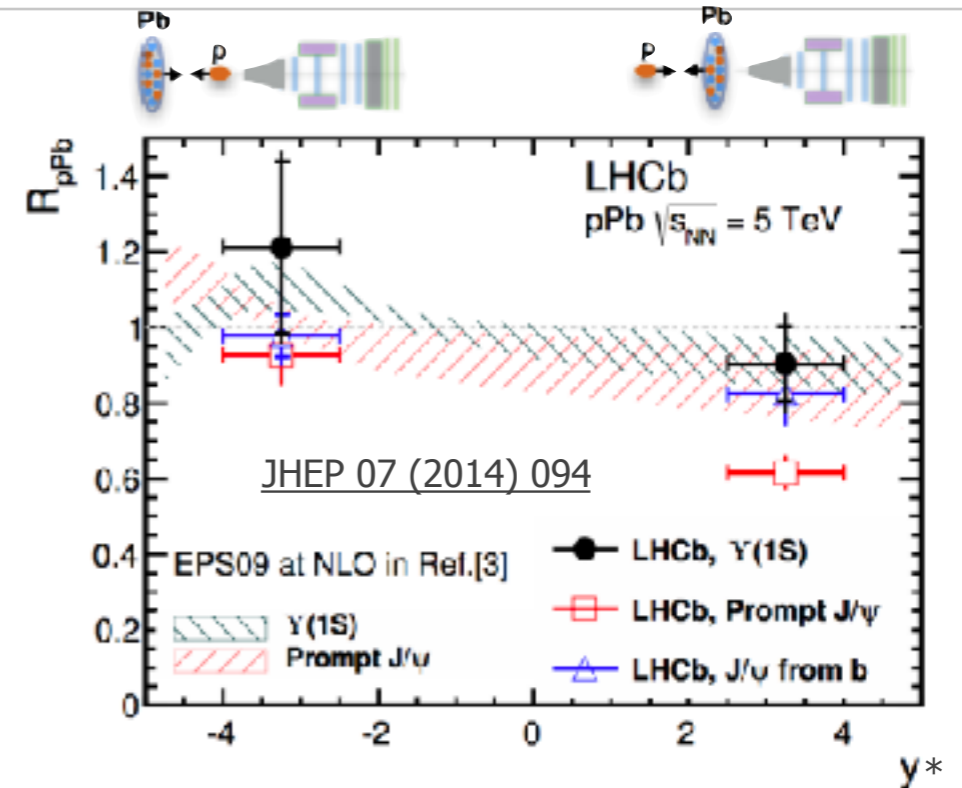 Pb
p
Pb
p
R_pPb
1.4
1.2
1
0.8
0.6
0.4
0.2
0
LHCb
pPb √s_NN = 5 TeV
JHEP 07 (2014) 094
EPS09 at NLO in Ref.[3]
ϒ(1S)
Prompt J/ψ
LHCb, ϒ(1S)
LHCb, Prompt J/ψ
LHCb, J/ψ from b
-4 -2 0 2 4
y*